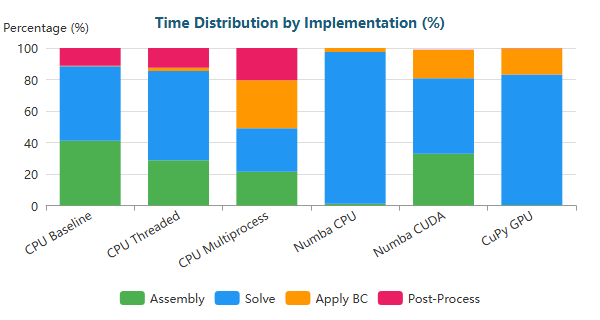 Time Distribution by Implementation (%)
Percentage (%)
100
80
60
40
20
0
CPU Baseline
CPU Threaded
CPU Multiprocess
Numba CPU
Numba CUDA
CuPy GPU
Assembly Solve Apply BC Post-Process